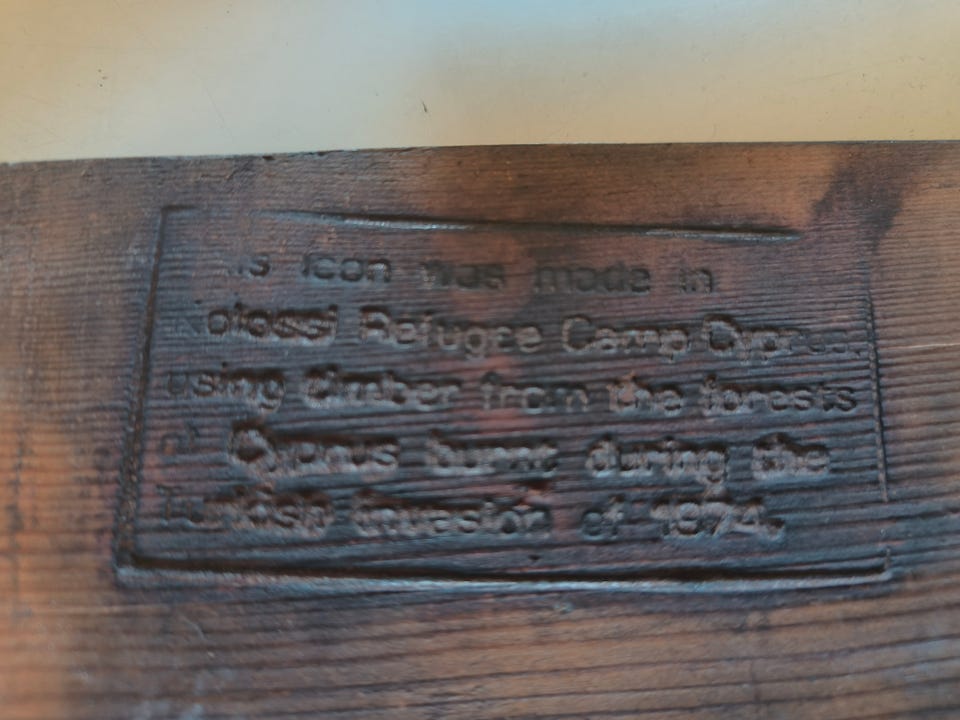 This icon was made in
Kolossi Refugee Camp Cyprus,
using timber from the forests
of Cyprus burnt during the
Turkish invasion of 1974.